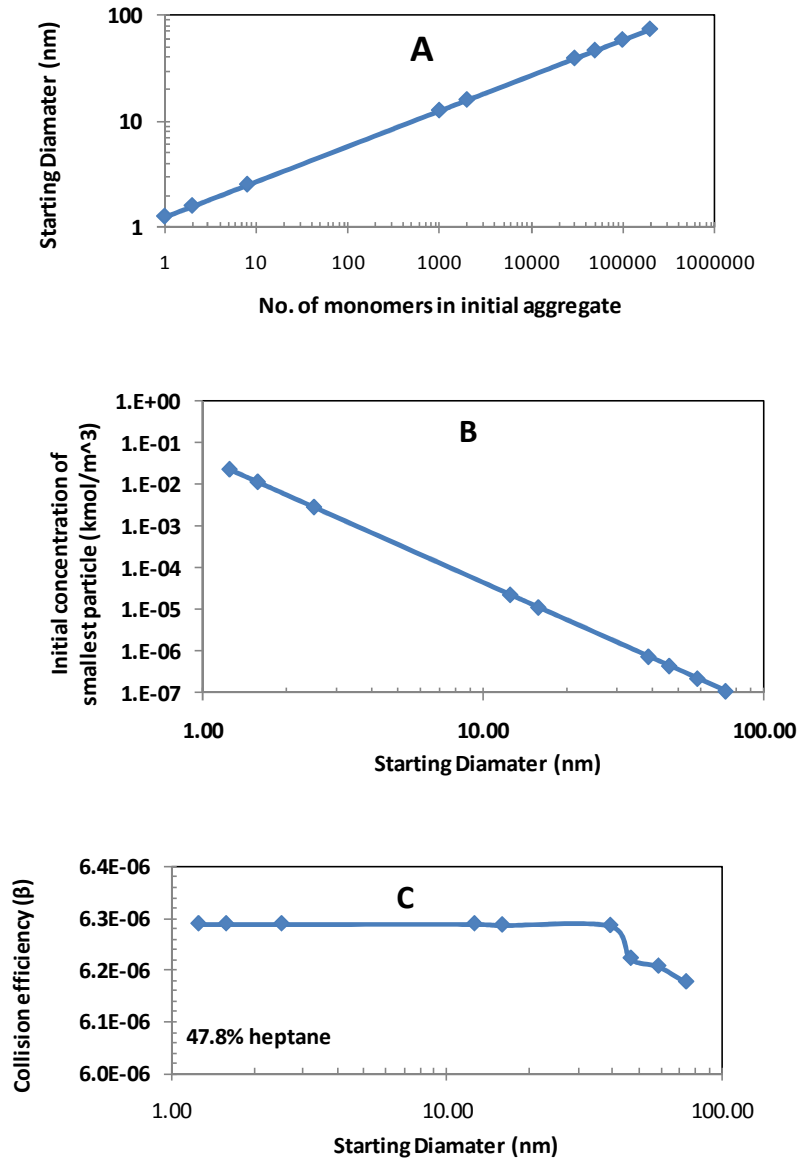 A
Starting Diamater (nm)
100
10
1
1 10 100 1000 10000 100000 1000000
No. of monomers in initial aggregate
B
Initial concentration of
smallest particle (kmol/m^3)
1.E+00
1.E-01
1.E-02
1.E-03
1.E-04
1.E-05
1.E-06
1.E-07
1.00 10.00 100.00
Starting Diamater (nm)
C
Collision efficiency (β)
6.4E-06
6.3E-06
6.2E-06
6.1E-06
6.0E-06
47.8% heptane
1.00 10.00 100.00
Starting Diamater (nm)